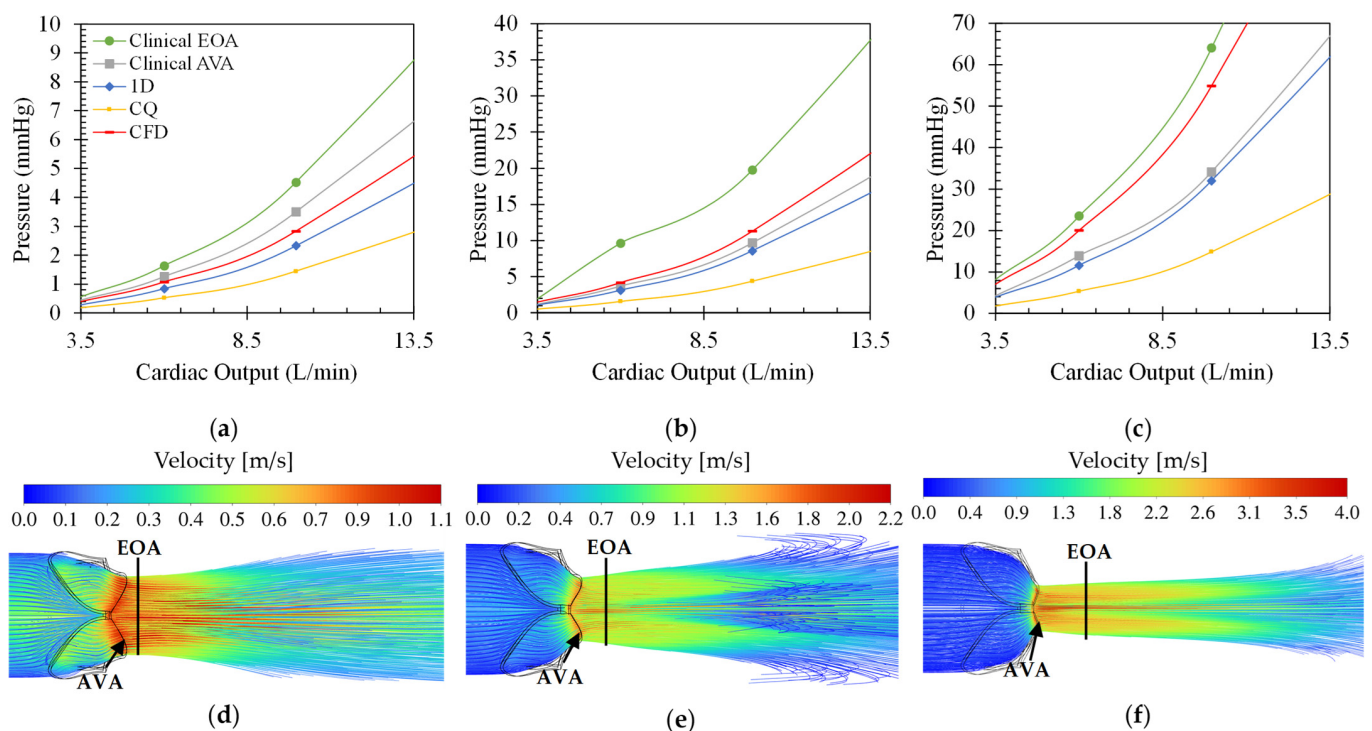 10
9
8
7
6
5
4
3
2
1
0
Clinical EOA
Clinical AVA
1D
CQ
CFD
Pressure (mmHg)
3.5 8.5 13.5
Cardiac Output (L/min)
(a)
40
35
30
25
20
15
10
5
0
Pressure (mmHg)
3.5 8.5 13.5
Cardiac Output (L/min)
(b)
70
60
50
40
30
20
10
0
Pressure (mmHg)
3.5 8.5 13.5
Cardiac Output (L/min)
(c)
Velocity [m/s]
0.0 0.1 0.2 0.3 0.4 0.6 0.7 0.8 0.9 1.0 1.1
EOA
AVA
(d)
Velocity [m/s]
0.0 0.2 0.4 0.7 0.9 1.1 1.3 1.6 1.8 2.0 2.2
EOA
AVA
(e)
Velocity [m/s]
0.0 0.4 0.9 1.3 1.8 2.2 2.6 3.1 3.5 4.0
EOA
AVA
(f)